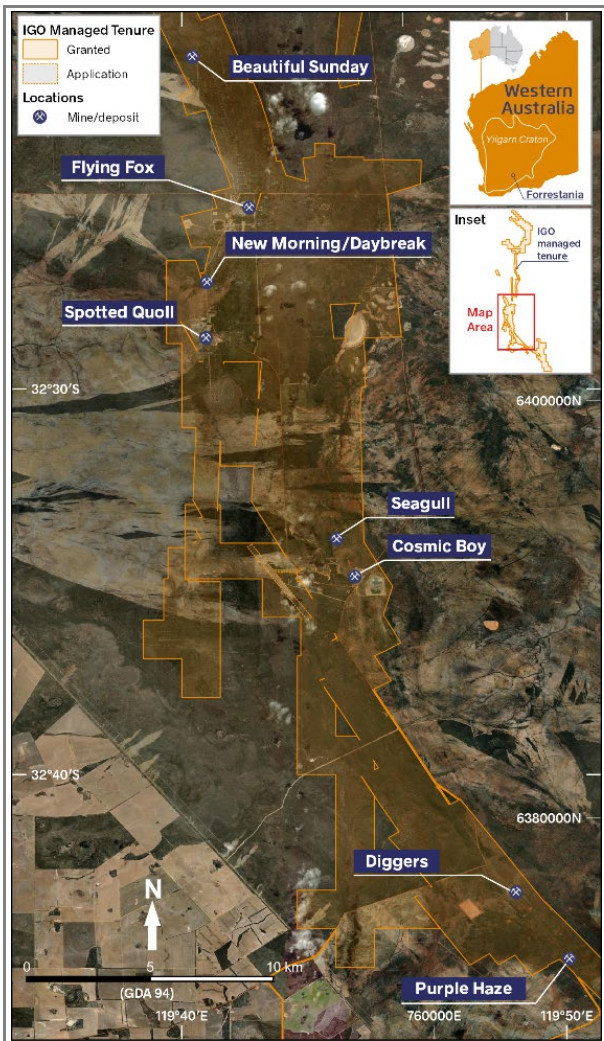 IGO Managed Tenure
Granted
Application
Locations
Mine/deposit
Beautiful Sunday
Western
Australia
Yilgarn Craton
Forrestania
Flying Fox
Inset
IGO
managed
tenure
New Morning/Daybreak
Map
Area
Spotted Quoll
32°30'S
6400000N
Seagull
Cosmic Boy
32°40'S
6380000N
Diggers
N
0 5 10 km
(GDA 94)
Purple Haze
119°40'E
760000E
119°50'E